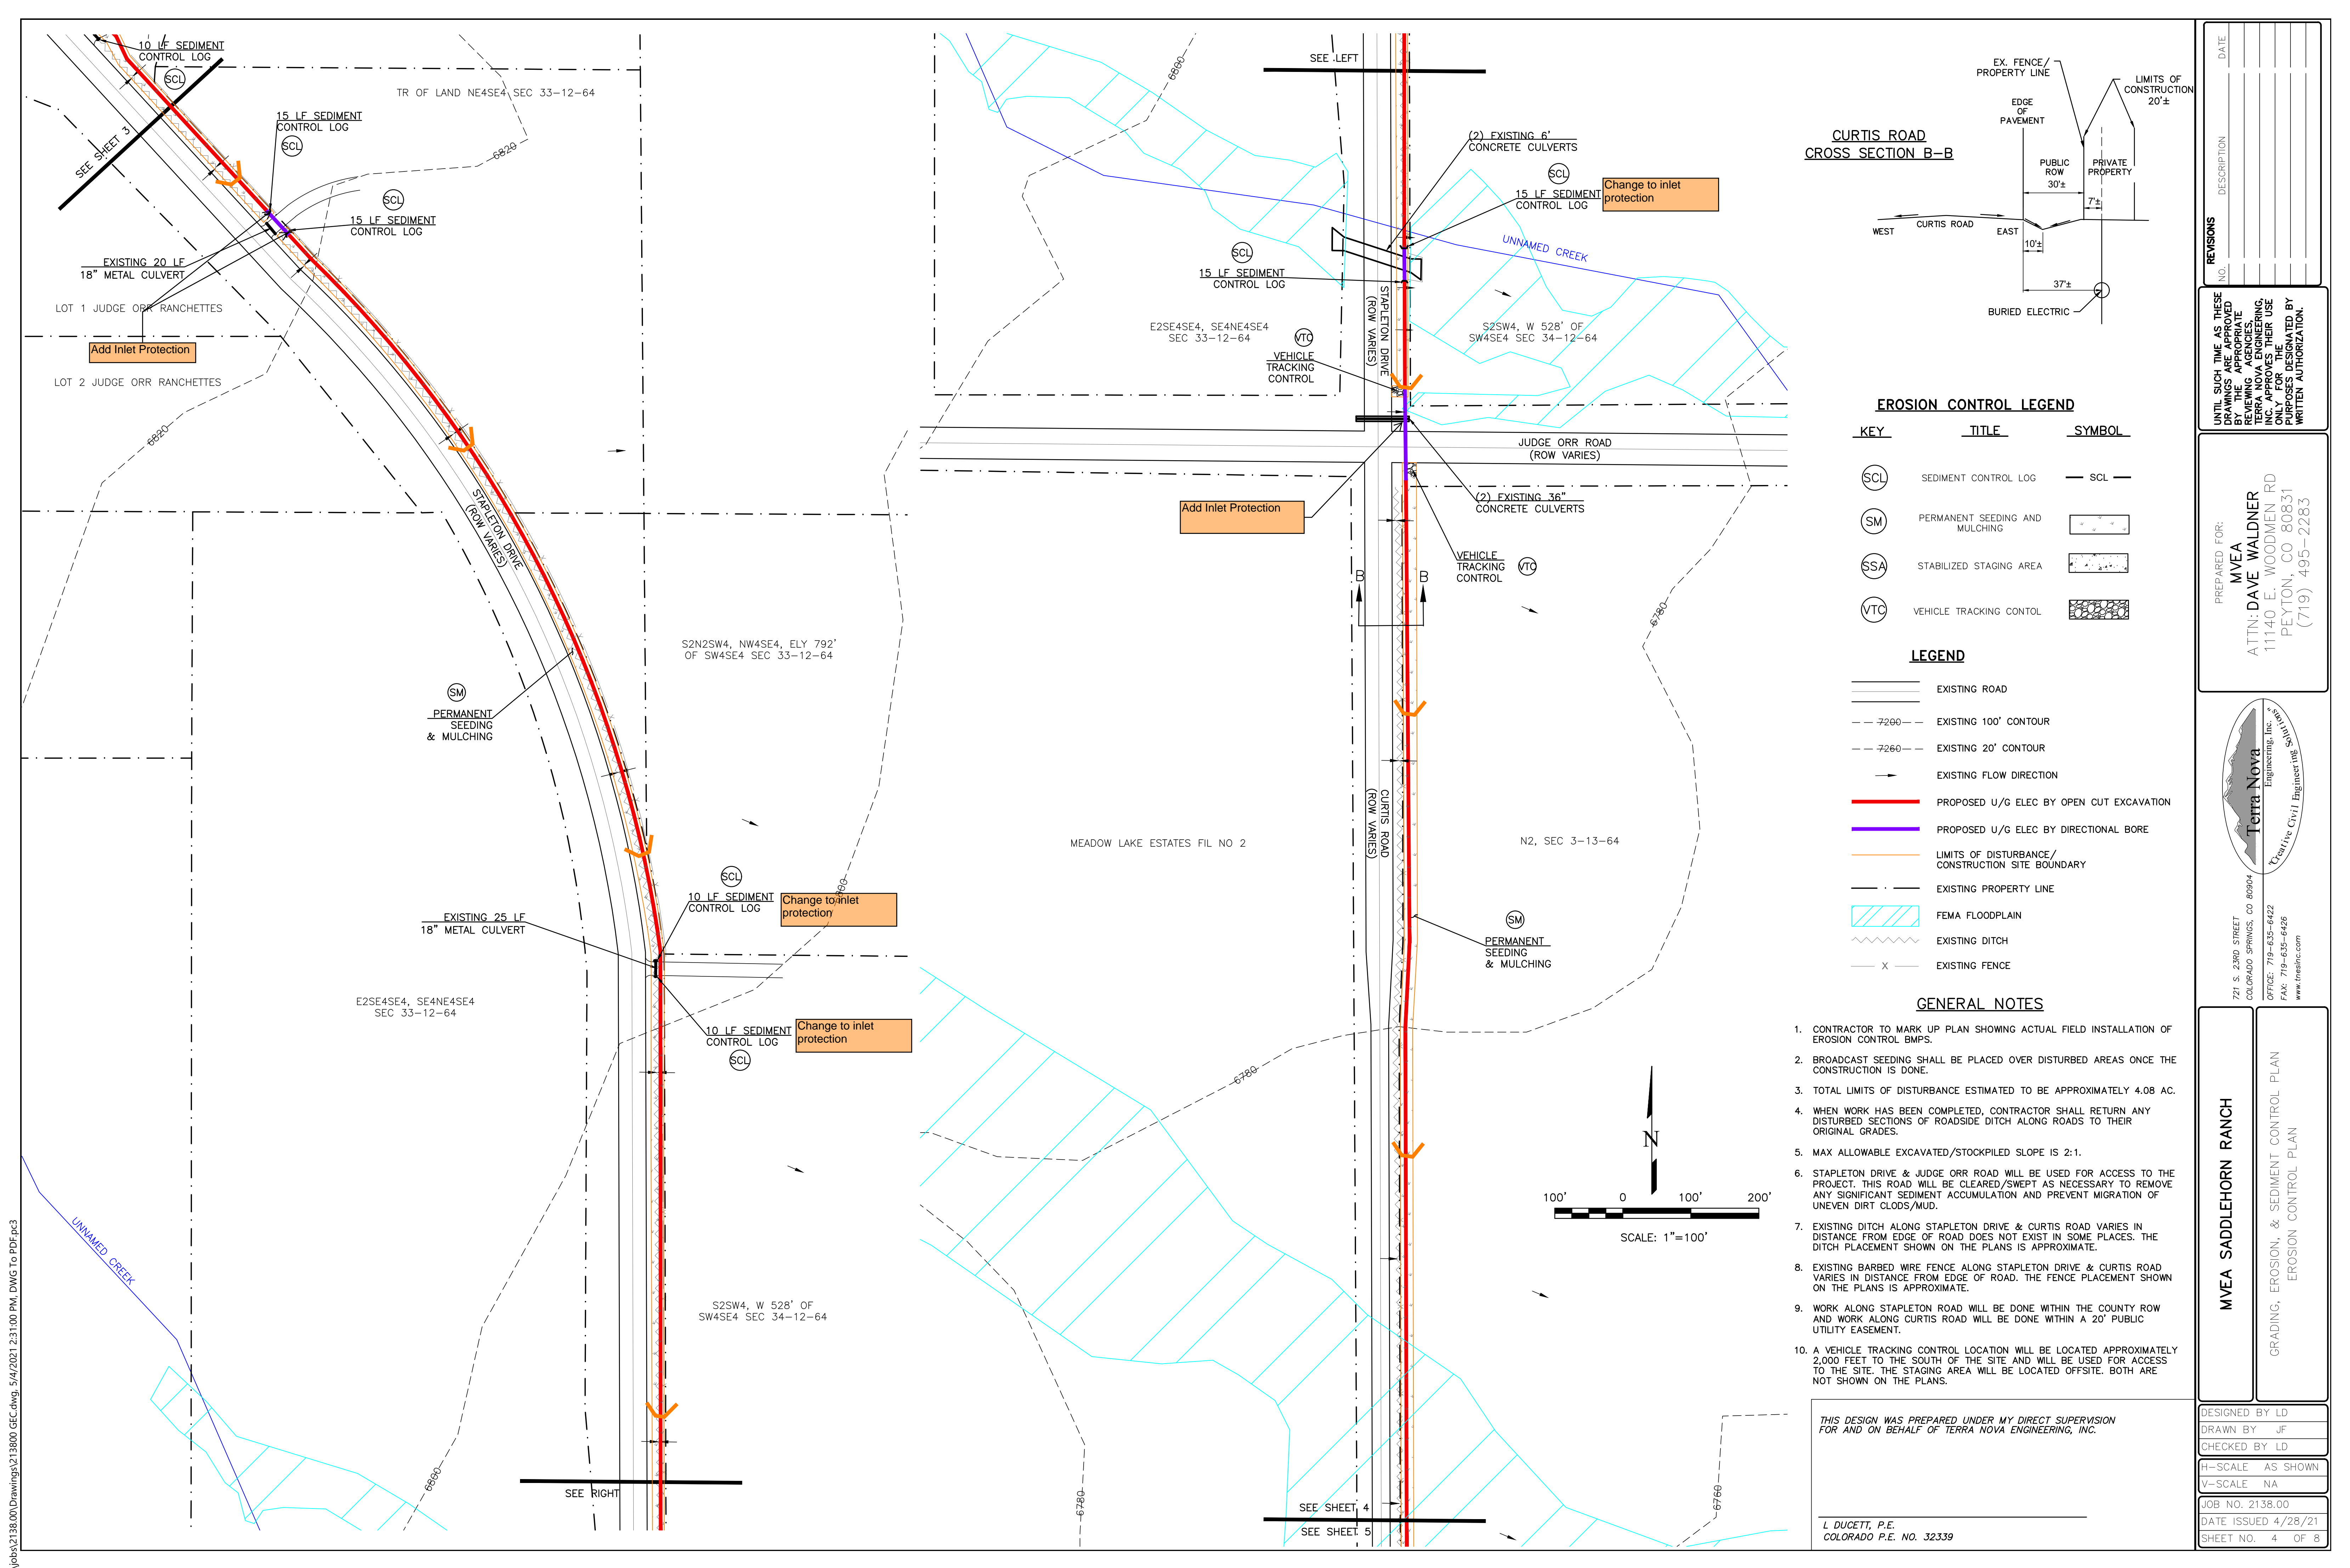 10 LF SEDIMENT
CONTROL LOG
SCL
SEE SHEET 3
15 LF SEDIMENT
CONTROL LOG
SCL
TR OF LAND NE4SE4 SEC 33-12-64
6820
SCL
15 LF SEDIMENT
CONTROL LOG
EXISTING 20 LF
18" METAL CULVERT
LOT 1 JUDGE ORR RANCHETTES
Add Inlet Protection
LOT 2 JUDGE ORR RANCHETTES
6820
STAPLETON DRIVE
(ROW VARIES)
S2N2SW4, NW4SE4, ELY 792'
OF SW4SE4 SEC 33-12-64
SM
PERMANENT
SEEDING
& MULCHING
SCL
10 LF SEDIMENT
CONTROL LOG
Change to inlet
protection
6800
EXISTING 25 LF
18" METAL CULVERT
E2SE4SE4, SE4NE4SE4
SEC 33-12-64
10 LF SEDIMENT
CONTROL LOG
SCL
Change to inlet
protection
UNNAMED CREEK
S2SW4, W 528' OF
SW4SE4 SEC 34-12-64
6800
SEE RIGHT
6800
SEE LEFT
(2) EXISTING 6'
CONCRETE CULVERTS
SCL
15 LF SEDIMENT
CONTROL LOG
Change to inlet
protection
UNNAMED CREEK
SCL
15 LF SEDIMENT
CONTROL LOG
STAPLETON DRIVE
(ROW VARIES)
E2SE4SE4, SE4NE4SE4
SEC 33-12-64
S2SW4, W 528' OF
SW4SE4 SEC 34-12-64
VTC
VEHICLE
TRACKING
CONTROL
JUDGE ORR ROAD
(ROW VARIES)
Add Inlet Protection
(2) EXISTING 36"
CONCRETE CULVERTS
VEHICLE
TRACKING
CONTROL
VTC
B
B
6780
CURTIS ROAD
(ROW VARIES)
MEADOW LAKE ESTATES FIL NO 2
N2, SEC 3-13-64
SM
PERMANENT
SEEDING
& MULCHING
6780
N
100'
0
100'
200'
SCALE: 1"=100'
6780
6760
SEE SHEET 4
SEE SHEET 5
CURTIS ROAD
CROSS SECTION B-B
EX. FENCE/
PROPERTY LINE
LIMITS OF
CONSTRUCTION
20'±
EDGE
OF
PAVEMENT
PUBLIC
ROW
30'±
PRIVATE
PROPERTY
7'±
WEST
CURTIS ROAD
EAST
10'±
37'±
BURIED ELECTRIC
EROSION CONTROL LEGEND
KEY
TITLE
SYMBOL
SCL
SEDIMENT CONTROL LOG
SCL
SM
PERMANENT SEEDING AND
MULCHING
SSA
STABILIZED STAGING AREA
VTC
VEHICLE TRACKING CONTOL
LEGEND
EXISTING ROAD
7200
EXISTING 100' CONTOUR
7260
EXISTING 20' CONTOUR
EXISTING FLOW DIRECTION
PROPOSED U/G ELEC BY OPEN CUT EXCAVATION
PROPOSED U/G ELEC BY DIRECTIONAL BORE
LIMITS OF DISTURBANCE/
CONSTRUCTION SITE BOUNDARY
EXISTING PROPERTY LINE
FEMA FLOODPLAIN
EXISTING DITCH
X
EXISTING FENCE
GENERAL NOTES
1. CONTRACTOR TO MARK UP PLAN SHOWING ACTUAL FIELD INSTALLATION OF
EROSION CONTROL BMPS.
2. BROADCAST SEEDING SHALL BE PLACED OVER DISTURBED AREAS ONCE THE
CONSTRUCTION IS DONE.
3. TOTAL LIMITS OF DISTURBANCE ESTIMATED TO BE APPROXIMATELY 4.08 AC.
4. WHEN WORK HAS BEEN COMPLETED, CONTRACTOR SHALL RETURN ANY
DISTURBED SECTIONS OF ROADSIDE DITCH ALONG ROADS TO THEIR
ORIGINAL GRADES.
5. MAX ALLOWABLE EXCAVATED/STOCKPILED SLOPE IS 2:1.
6. STAPLETON DRIVE & JUDGE ORR ROAD WILL BE USED FOR ACCESS TO THE
PROJECT. THIS ROAD WILL BE CLEARED/SWEPT AS NECESSARY TO REMOVE
ANY SIGNIFICANT SEDIMENT ACCUMULATION AND PREVENT MIGRATION OF
UNEVEN DIRT CLODS/MUD.
7. EXISTING DITCH ALONG STAPLETON DRIVE & CURTIS ROAD VARIES IN
DISTANCE FROM EDGE OF ROAD DOES NOT EXIST IN SOME PLACES. THE
DITCH PLACEMENT SHOWN ON THE PLANS IS APPROXIMATE.
8. EXISTING BARBED WIRE FENCE ALONG STAPLETON DRIVE & CURTIS ROAD
VARIES IN DISTANCE FROM EDGE OF ROAD. THE FENCE PLACEMENT SHOWN
ON THE PLANS IS APPROXIMATE.
9. WORK ALONG STAPLETON ROAD WILL BE DONE WITHIN THE COUNTY ROW
AND WORK ALONG CURTIS ROAD WILL BE DONE WITHIN A 20' PUBLIC
UTILITY EASEMENT.
10. A VEHICLE TRACKING CONTROL LOCATION WILL BE LOCATED APPROXIMATELY
2,000 FEET TO THE SOUTH OF THE SITE AND WILL BE USED FOR ACCESS
TO THE SITE. THE STAGING AREA WILL BE LOCATED OFFSITE. BOTH ARE
NOT SHOWN ON THE PLANS.
THIS DESIGN WAS PREPARED UNDER MY DIRECT SUPERVISION
FOR AND ON BEHALF OF TERRA NOVA ENGINEERING, INC.
L DUCETT, P.E.
COLORADO P.E. NO. 32339
REVISIONS
NO.
DESCRIPTION
DATE
UNTIL SUCH TIME AS THESE
DRAWINGS ARE APPROVED
BY THE APPROPRIATE
REVIEWING AGENCIES,
TERRA NOVA ENGINEERING,
INC. APPROVES THEIR USE
ONLY FOR THE
PURPOSES DESIGNATED BY
WRITTEN AUTHORIZATION.
PREPARED FOR:
MVEA
ATTN: DAVE WALDNER
11140 E. WOODMEN RD
PEYTON, CO 80831
(719) 495-2283
Terra Nova
Engineering, Inc.
"Creative Civil Engineering Solutions"
721 S. 23RD STREET
COLORADO SPRINGS, CO 80904
OFFICE: 719-635-6422
FAX: 719-635-6426
www.tnesinc.com
MVEA SADDLEHORN RANCH
GRADING, EROSION, & SEDIMENT CONTROL PLAN
EROSION CONTROL PLAN
DESIGNED BY LD
DRAWN BY JF
CHECKED BY LD
H-SCALE AS SHOWN
V-SCALE NA
JOB NO. 2138.00
DATE ISSUED 4/28/21
SHEET NO. 4 OF 8
\jobs\2138.00\Drawings\213800 GEC.dwg, 5/4/2021 2:31:00 PM, DWG To PDF.pc3